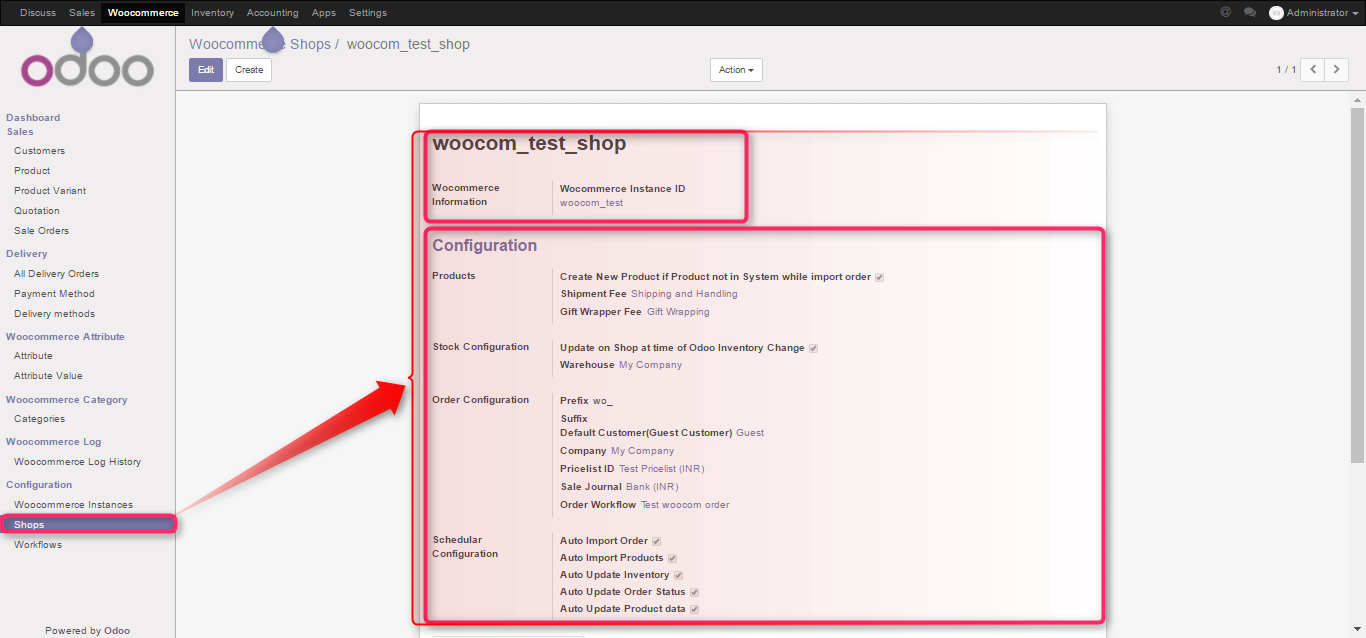 Discuss Sales Woocommerce Inventory Accounting Apps Settings
@ Administrator
odoo
Woocommerce Shops / woocom_test_shop
Edit Create
Action
1 / 1
Dashboard
Sales
Customers
Product
Product Variant
Quotation
Sale Orders
Delivery
All Delivery Orders
Payment Method
Delivery methods
Woocommerce Attribute
Attribute
Attribute Value
Woocommerce Category
Categories
Woocommerce Log
Woocommerce Log History
Configuration
Woocommerce Instances
Shops
Workflows
Powered by Odoo
woocom_test_shop
Wocommerce
Information
Wocommerce Instance ID
woocom_test
Configuration
Products
Create New Product if Product not in System while import order
Shipment Fee Shipping and Handling
Gift Wrapper Fee Gift Wrapping
Stock Configuration
Update on Shop at time of Odoo Inventory Change
Warehouse My Company
Order Configuration
Prefix wo_
Suffix
Default Customer(Guest Customer) Guest
Company My Company
Pricelist ID Test Pricelist (INR)
Sale Journal Bank (INR)
Order Workflow Test woocom order
Schedular
Configuration
Auto Import Order
Auto Import Products
Auto Update Inventory
Auto Update Order Status
Auto Update Product data